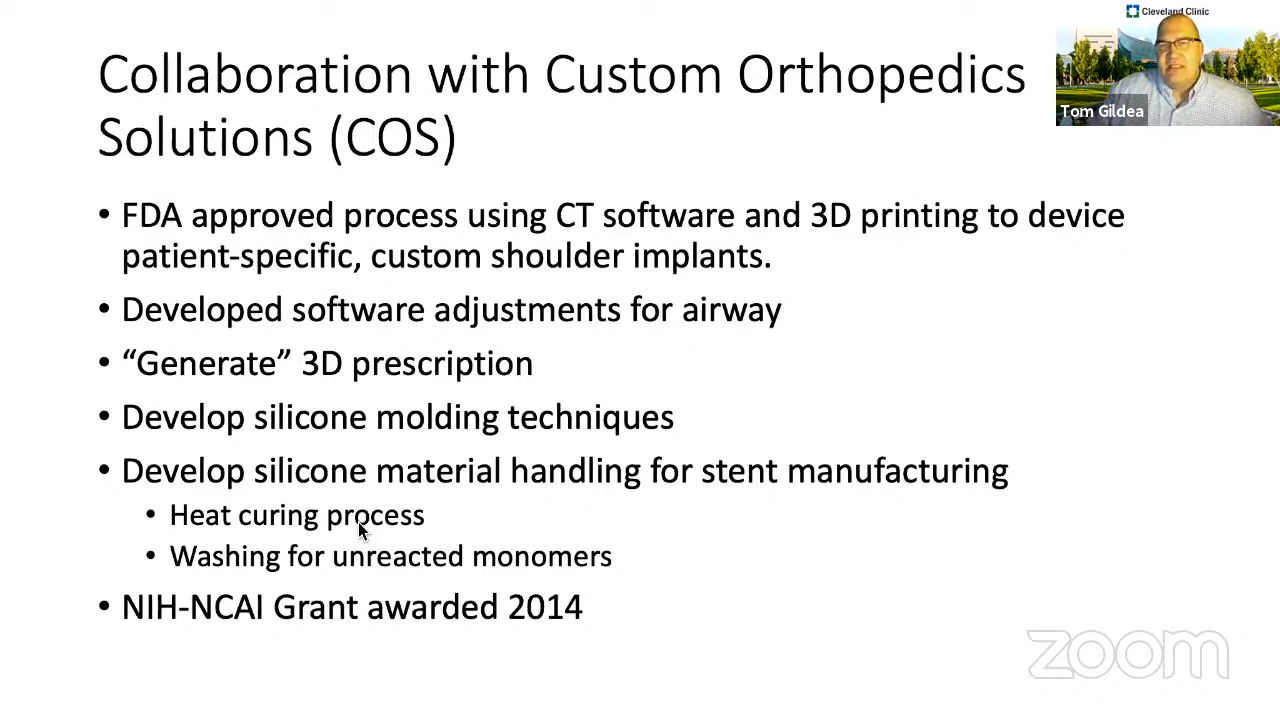 Cleveland Clinic
Collaboration with Custom Orthopedics
Solutions (COS)
Tom Gildea
• FDA approved process using CT software and 3D printing to device
patient-specific, custom shoulder implants.
• Developed software adjustments for airway
• “Generate” 3D prescription
• Develop silicone molding techniques
• Develop silicone material handling for stent manufacturing
• Heat curing process
• Washing for unreacted monomers
• NIH-NCAI Grant awarded 2014
zoom